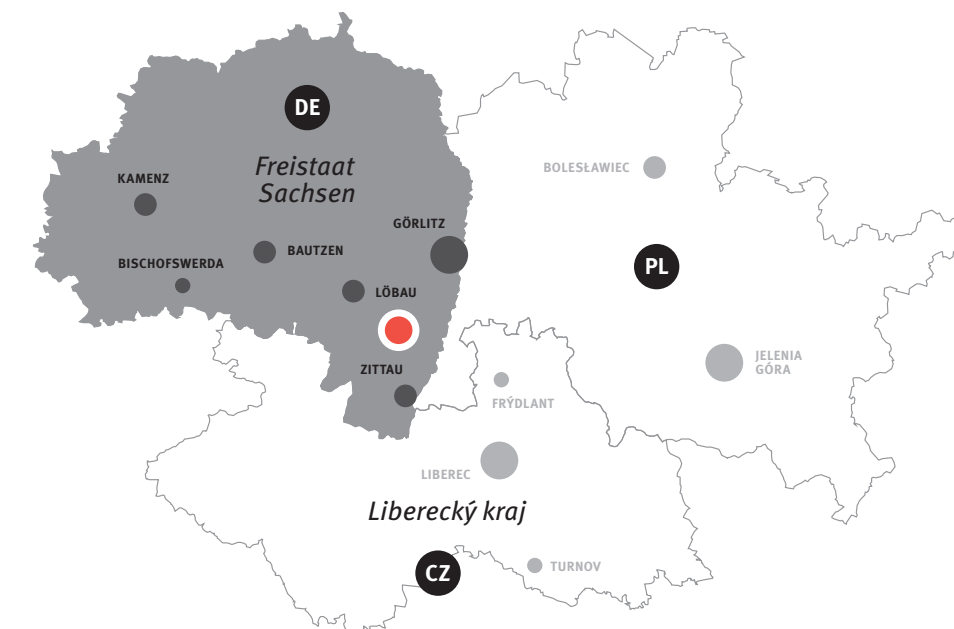 DE
Freistaat
Sachsen
KAMENZ
GÖRLITZ
BAUTZEN
BISCHOFSWERDA
LÖBAU
ZITTAU
BOLESŁAWIEC
PL
JELENIA
GÓRA
FRÝDLANT
LIBEREC
Liberecký kraj
CZ
TURNOV